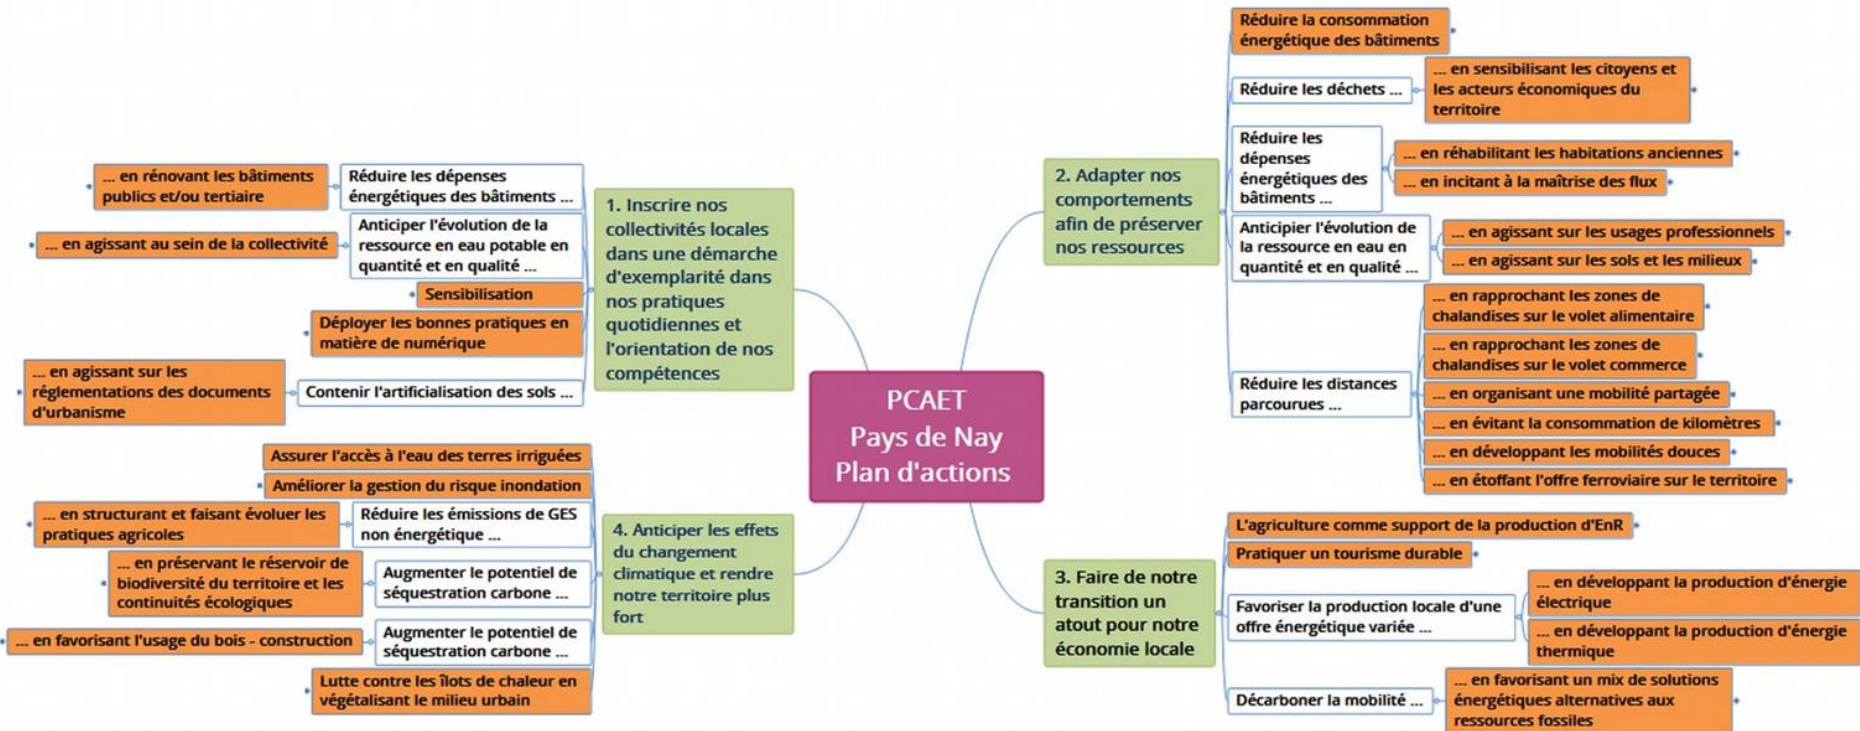 PCAET
Pays de Nay
Plan d'actions
1. Inscrire nos
collectivités locales
dans une démarche
d'exemplarité dans
nos pratiques
quotidiennes et
l'orientation de nos
compétences
Réduire les dépenses
énergétiques des bâtiments ...
... en rénovant les bâtiments
publics et/ou tertiaire
Anticiper l'évolution de la
ressource en eau potable en
quantité et en qualité ...
... en agissant au sein de la collectivité
Sensibilisation
Déployer les bonnes pratiques en
matière de numérique
Contenir l'artificialisation des sols ...
... en agissant sur les
réglementations des documents
d'urbanisme
2. Adapter nos
comportements
afin de préserver
nos ressources
Réduire la consommation
énergétique des bâtiments
Réduire les déchets ...
... en sensibilisant les citoyens et
les acteurs économiques du
territoire
Réduire les
dépenses
énergétiques des
bâtiments ...
... en réhabilitant les habitations anciennes
... en incitant à la maîtrise des flux
Anticipier l'évolution de
la ressource en eau en
quantité et en qualité ...
... en agissant sur les usages professionnels
... en agissant sur les sols et les milieux
Réduire les distances
parcourues ...
... en rapprochant les zones de
chalandises sur le volet alimentaire
... en rapprochant les zones de
chalandises sur le volet commerce
... en organisant une mobilité partagée
... en évitant la consommation de kilomètres
... en développant les mobilités douces
... en étoffant l'offre ferroviaire sur le territoire
3. Faire de notre
transition un
atout pour notre
économie locale
L'agriculture comme support de la production d'EnR
Pratiquer un tourisme durable
Favoriser la production locale d'une
offre énergétique variée ...
... en développant la production d'énergie
électrique
... en développant la production d'énergie
thermique
Décarboner la mobilité ...
... en favorisant un mix de solutions
énergétiques alternatives aux
ressources fossiles
4. Anticiper les effets
du changement
climatique et rendre
notre territoire plus
fort
Assurer l'accès à l'eau des terres irriguées
Améliorer la gestion du risque inondation
Réduire les émissions de GES
non énergétique ...
... en structurant et faisant évoluer les
pratiques agricoles
Augmenter le potentiel de
séquestration carbone ...
... en préservant le réservoir de
biodiversité du territoire et les
continuités écologiques
Augmenter le potentiel de
séquestration carbone ...
... en favorisant l'usage du bois - construction
Lutte contre les îlots de chaleur en
végétalisant le milieu urbain